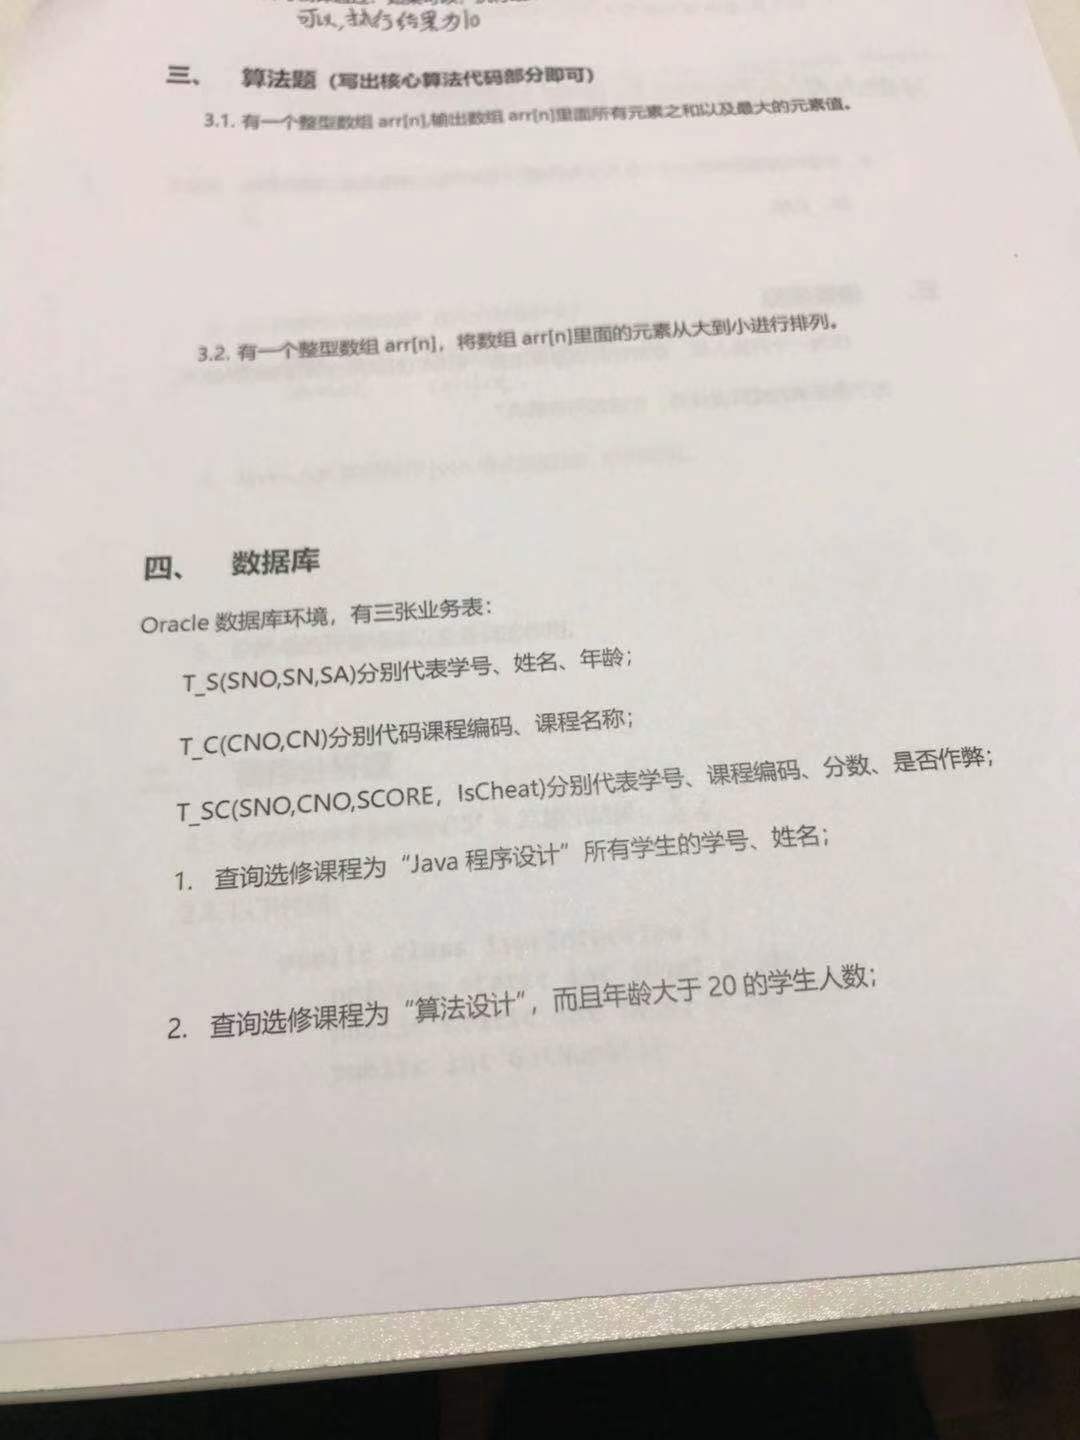 可以,执行结果为10
三、 算法题（写出核心算法代码部分即可）
3.1. 有一个整型数组 arr[n],输出数组 arr[n]里面所有元素之和以及最大的元素值。
3.2. 有一个整型数组 arr[n]，将数组 arr[n]里面的元素从大到小进行排列。
四、 数据库
Oracle 数据库环境，有三张业务表：
T_S(SNO,SN,SA)分别代表学号、姓名、年龄；
T_C(CNO,CN)分别代码课程编码、课程名称；
T_SC(SNO,CNO,SCORE，IsCheat)分别代表学号、课程编码、分数、是否作弊；
1. 查询选修课程为“Java 程序设计”所有学生的学号、姓名；
2. 查询选修课程为“算法设计”，而且年龄大于 20 的学生人数；